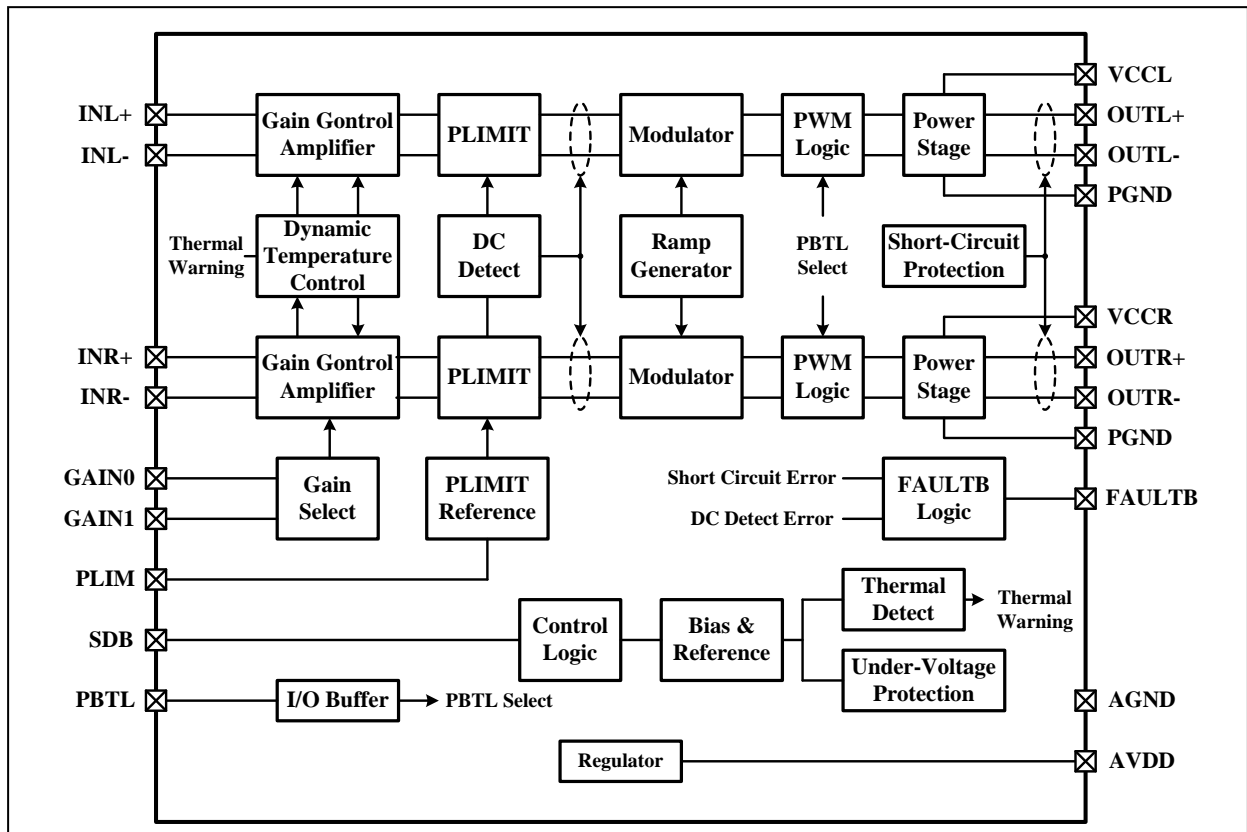 VCCL
INL+
Gain Gontrol
Amplifier
PLIMIT
Modulator
PWM
Logic
Power
Stage
OUTL+
INL-
OUTL-
PGND
Thermal
Warning
Dynamic
Temperature
Control
DC
Detect
Ramp
Generator
PBTL
Select
Short-Circuit
Protection
VCCR
INR+
Gain Gontrol
Amplifier
PLIMIT
Modulator
PWM
Logic
Power
Stage
OUTR+
INR-
OUTR-
PGND
GAIN0
GAIN1
Gain
Select
PLIMIT
Reference
Short Circuit Error
DC Detect Error
FAULTB
Logic
FAULTB
PLIM
SDB
Control
Logic
Bias &
Reference
Thermal
Detect
Thermal
Warning
Under-Voltage
Protection
PBTL
I/O Buffer
PBTL Select
AGND
Regulator
AVDD